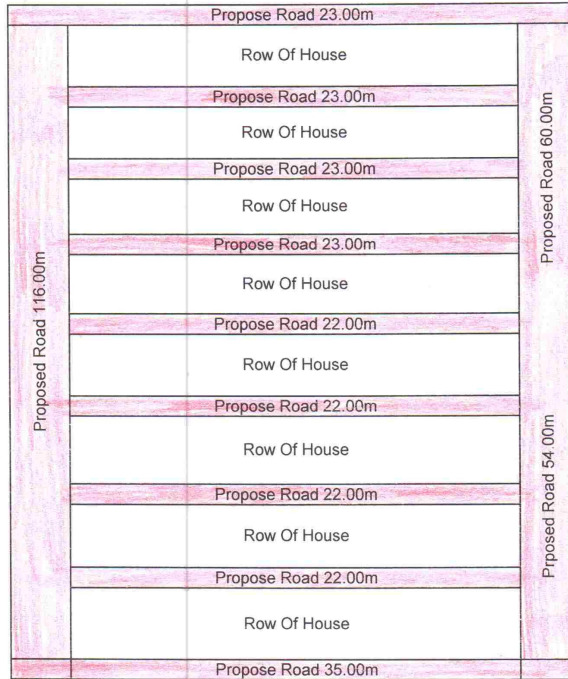 Propose Road 23.00m
Row Of House
Propose Road 23.00m
Row Of House
Propose Road 23.00m
Row Of House
Propose Road 23.00m
Row Of House
Propose Road 22.00m
Row Of House
Propose Road 22.00m
Row Of House
Propose Road 22.00m
Row Of House
Propose Road 22.00m
Row Of House
Propose Road 35.00m
Proposed Road 116.00m
Proposed Road 60.00m
Prposed Road 54.00m